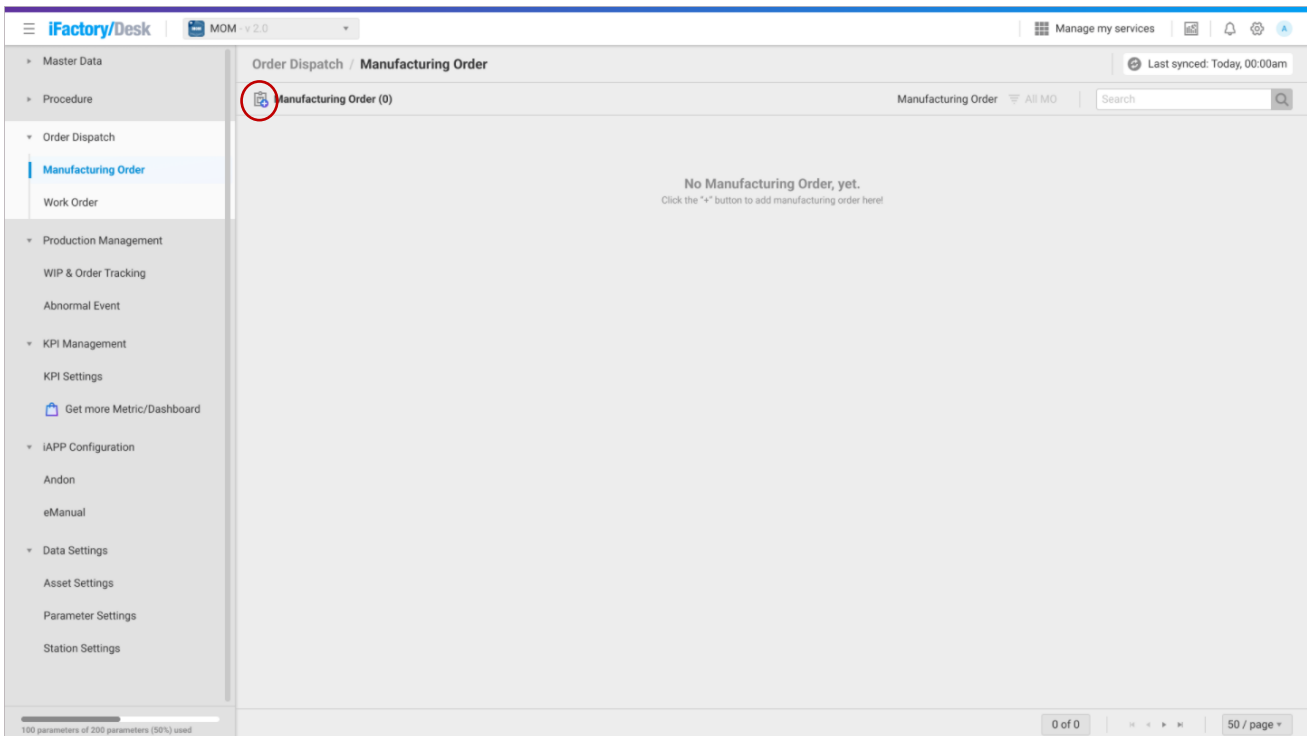 iFactory/Desk
MOM - v 2.0
Manage my services
A
Master Data
Procedure
Order Dispatch
Manufacturing Order
Work Order
Production Management
WIP & Order Tracking
Abnormal Event
KPI Management
KPI Settings
Get more Metric/Dashboard
iAPP Configuration
Andon
eManual
Data Settings
Asset Settings
Parameter Settings
Station Settings
100 parameters of 200 parameters (50%) used
Order Dispatch / Manufacturing Order
Last synced: Today, 00:00am
Manufacturing Order (0)
Manufacturing Order
All MO
Search
No Manufacturing Order, yet.
Click the "+" button to add manufacturing order here!
0 of 0
50 / page